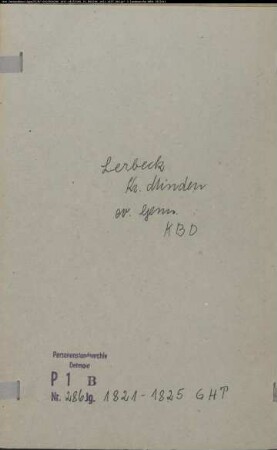 Lerbeck
Kr. Minden
ev. Gem.
KBD
Personenstandsarchiv
Detmold
P 1 B
Nr. 286 Jg. 1821-1825 GHT